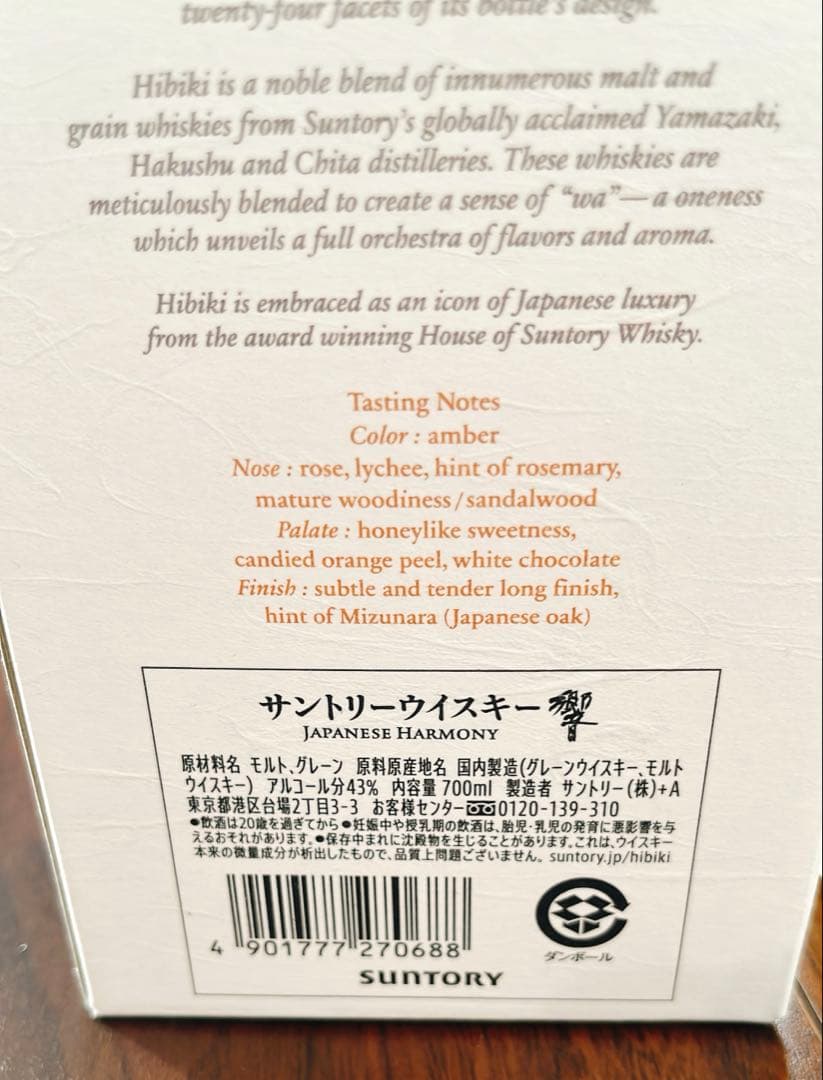 twenty-four facets of its bottle's design.
Hibiki is a noble blend of innumerous malt and
grain whiskies from Suntory's globally acclaimed Yamazaki,
Hakushu and Chita distilleries. These whiskies are
meticulously blended to create a sense of "wa"—a oneness
which unveils a full orchestra of flavors and aroma.
Hibiki is embraced as an icon of Japanese luxury
from the award winning House of Suntory Whisky.
Tasting Notes
Color : amber
Nose : rose, lychee, hint of rosemary,
mature woodiness/sandalwood
Palate : honeylike sweetness,
candied orange peel, white chocolate
Finish : subtle and tender long finish,
hint of Mizunara (Japanese oak)
サントリーウイスキー 響
JAPANESE HARMONY
原材料名 モルト、グレーン 原料原産地名 国内製造(グレーンウイスキー、モルト
ウイスキー) アルコール分43% 内容量 700ml 製造者 サントリー(株)+A
東京都港区台場2丁目3-3 お客様センター 0120-139-310
●飲酒は20歳を過ぎてから●妊娠中や授乳期の飲酒は、胎児・乳児の発育に悪影響を与
えるおそれがあります。●保存中まれに沈殿物を生じることがあります。これは、ウイスキー
本来の微量成分が析出したもので、品質上問題ございません。suntory.jp/hibiki
4 901777 270688
ダンボール
SUNTORY